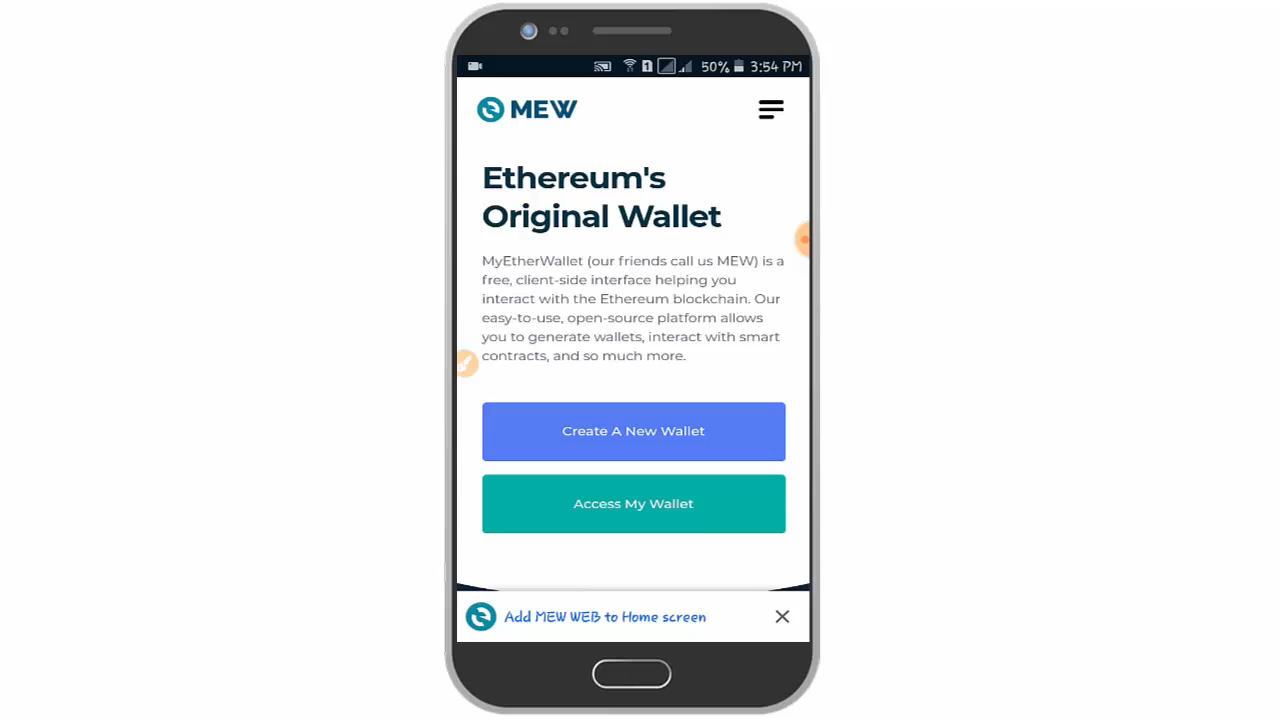 1 50% 3:54 PM
MEW
Ethereum's
Original Wallet
MyEtherWallet (our friends call us MEW) is a
free, client-side interface helping you
interact with the Ethereum blockchain. Our
easy-to-use, open-source platform allows
you to generate wallets, interact with smart
contracts, and so much more.
Create A New Wallet
Access My Wallet
Add MEW WEB to Home screen